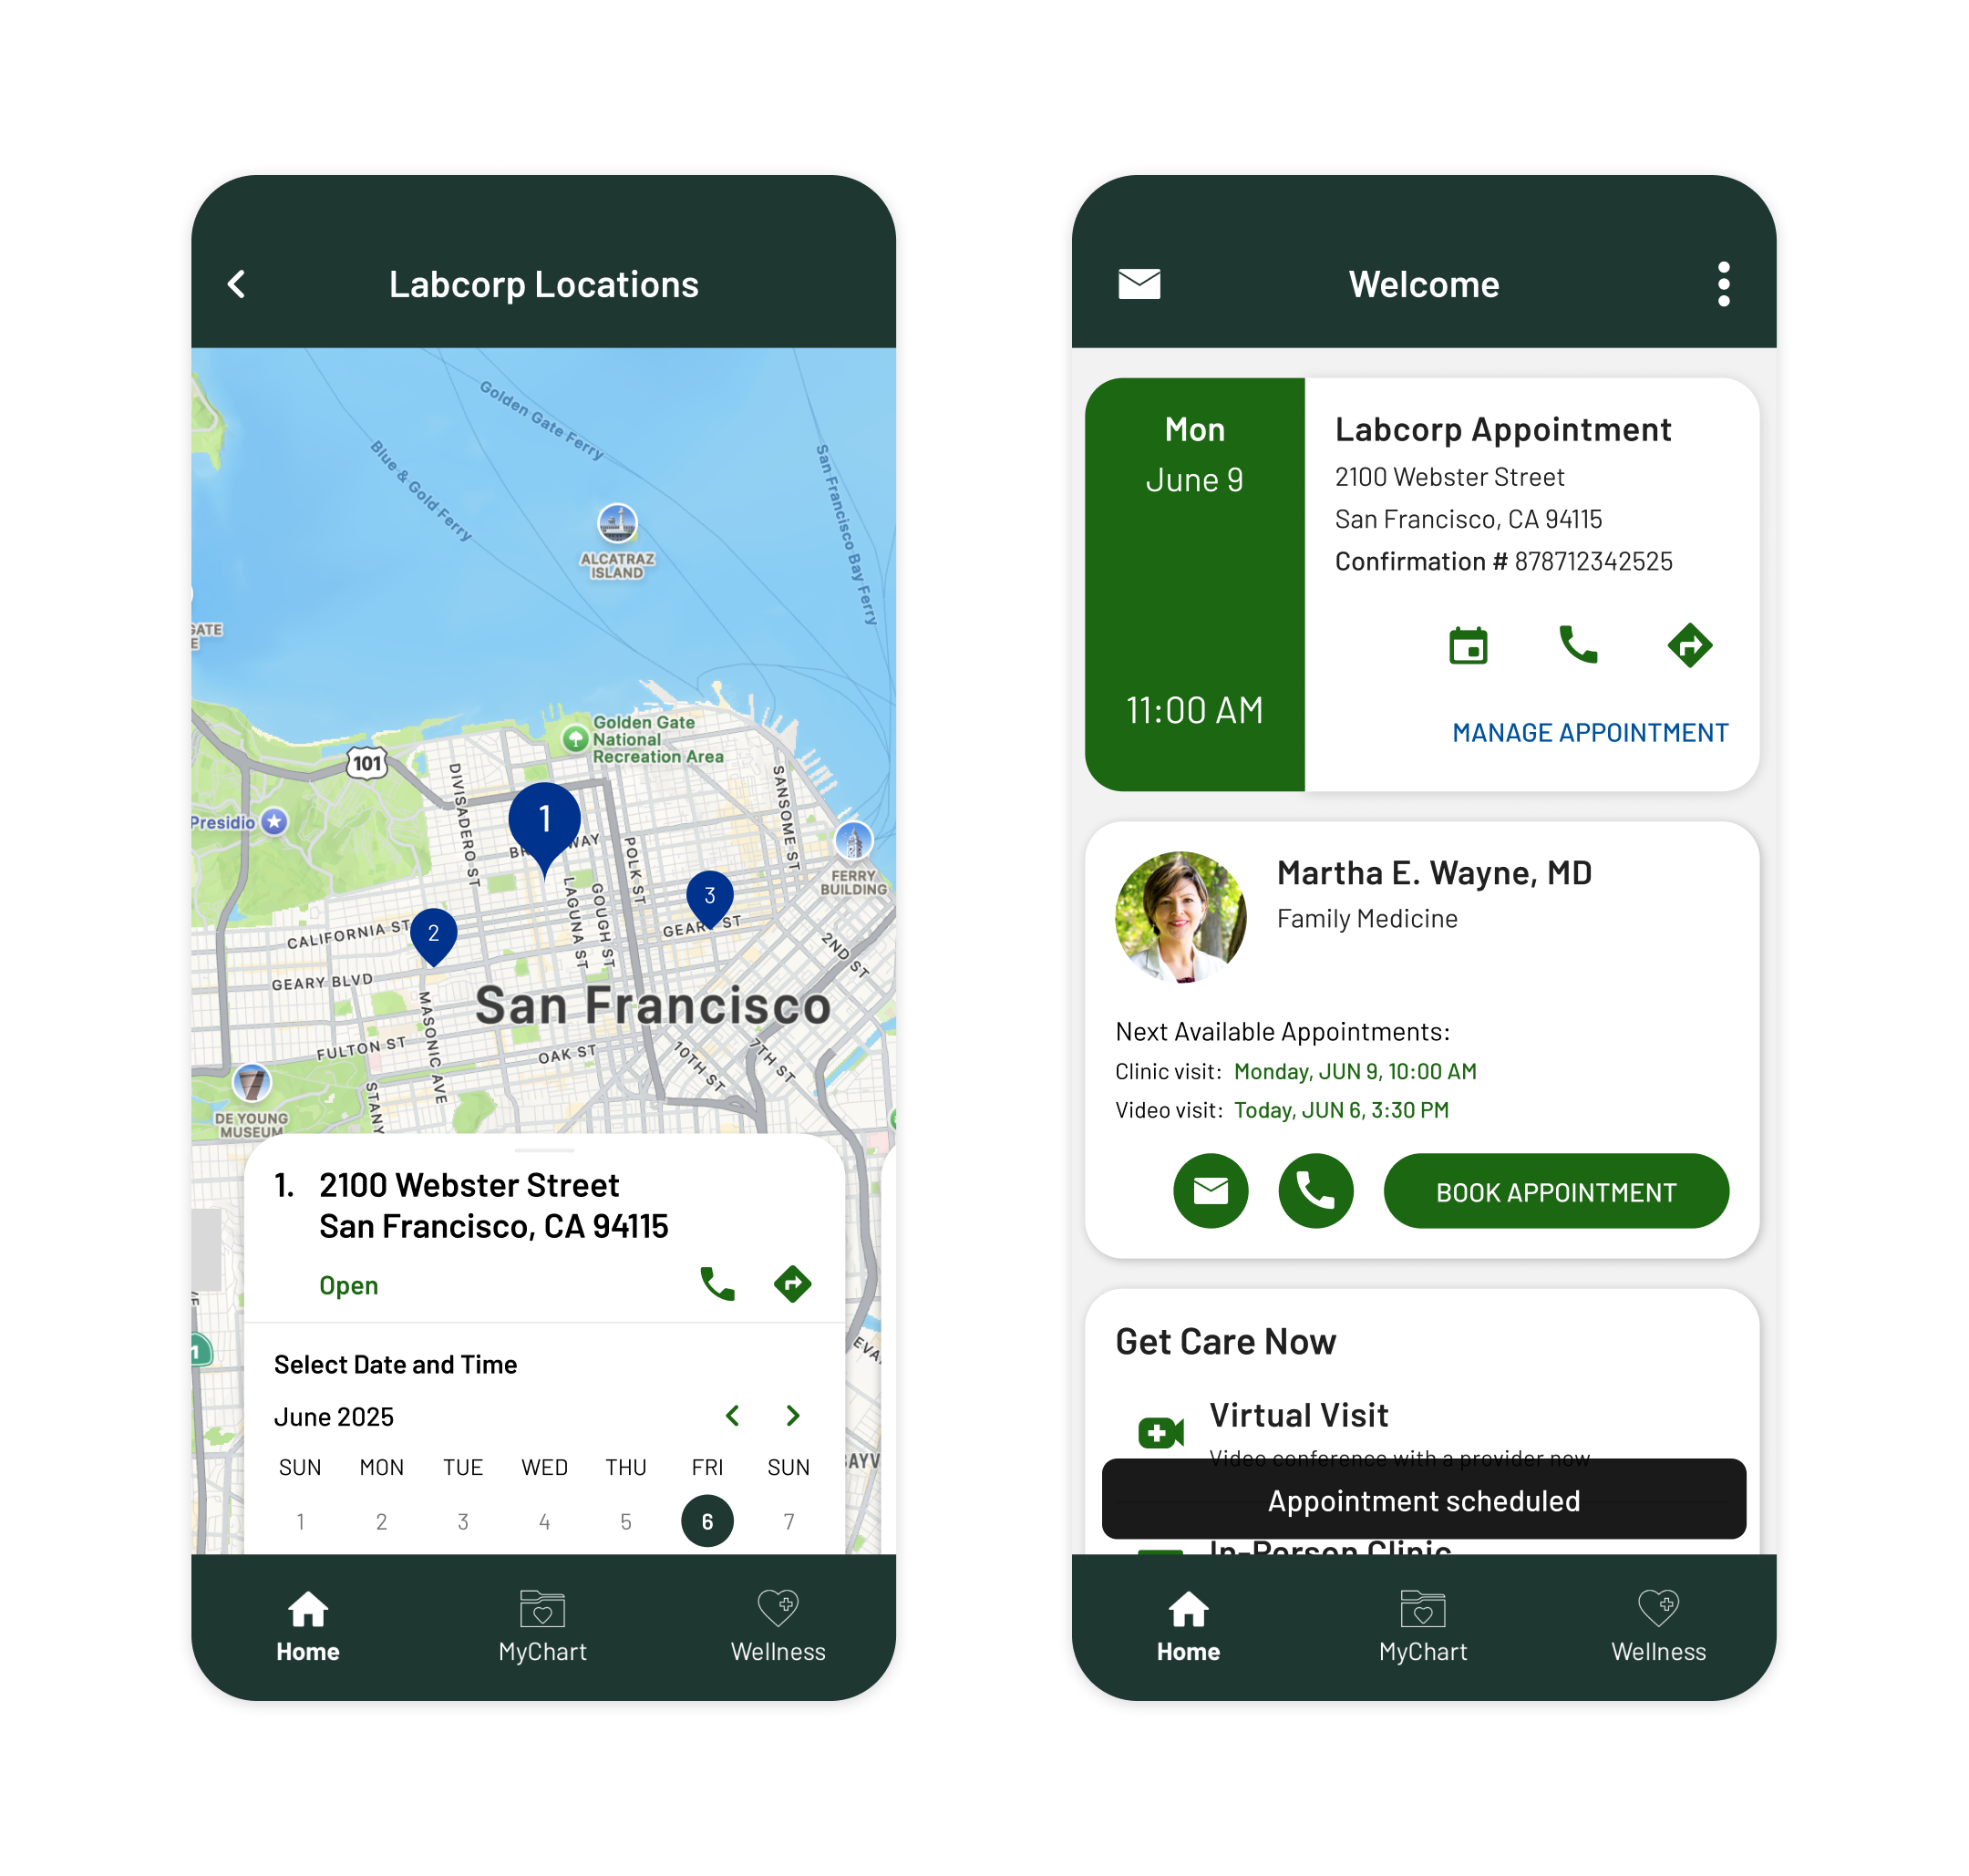 Labcorp Locations
Golden Gate Ferry
Blue & Gold Ferry
San Francisco Bay Ferry
ALCATRAZ
ISLAND
GATE
Golden Gate
National
Recreation Area
101
DIVISADERO ST
SANSOME ST
Presidio
1
BR WAY
POLK ST
LAGUNA ST
GOUGH ST
3
FERRY
BUILDING
2
CALIFORNIA ST
GEARY ST
2ND ST
GEARY BLVD
MASONIC AVE
San Francisco
FULTON ST
OAK ST
10TH ST
7TH ST
STANY
DE YOUNG
MUSEUM
1
EVA
BAYV
1. 2100 Webster Street
San Francisco, CA 94115
Open
Select Date and Time
June 2025
SUN MON TUE WED THU FRI SUN
1 2 3 4 5 6 7
Home MyChart Wellness
Welcome
Mon
June 9
11:00 AM
Labcorp Appointment
2100 Webster Street
San Francisco, CA 94115
Confirmation # 878712342525
MANAGE APPOINTMENT
Martha E. Wayne, MD
Family Medicine
Next Available Appointments:
Clinic visit: Monday, JUN 9, 10:00 AM
Video visit: Today, JUN 6, 3:30 PM
BOOK APPOINTMENT
Get Care Now
Virtual Visit
Video conference with a provider now
Appointment scheduled
In-Person Clinic
Home MyChart Wellness